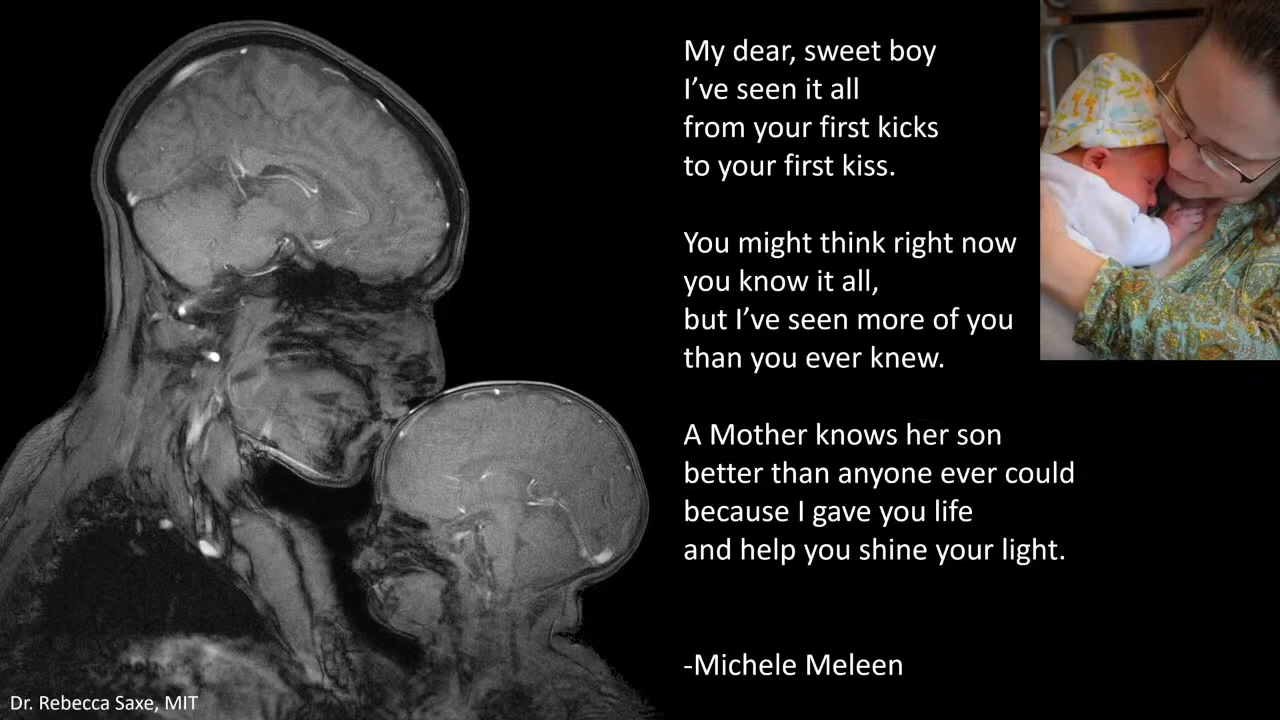 My dear, sweet boy
I’ve seen it all
from your first kicks
to your first kiss.
You might think right now
you know it all,
but I’ve seen more of you
than you ever knew.
A Mother knows her son
better than anyone ever could
because I gave you life
and help you shine your light.
-Michele Meleen
Dr. Rebecca Saxe, MIT